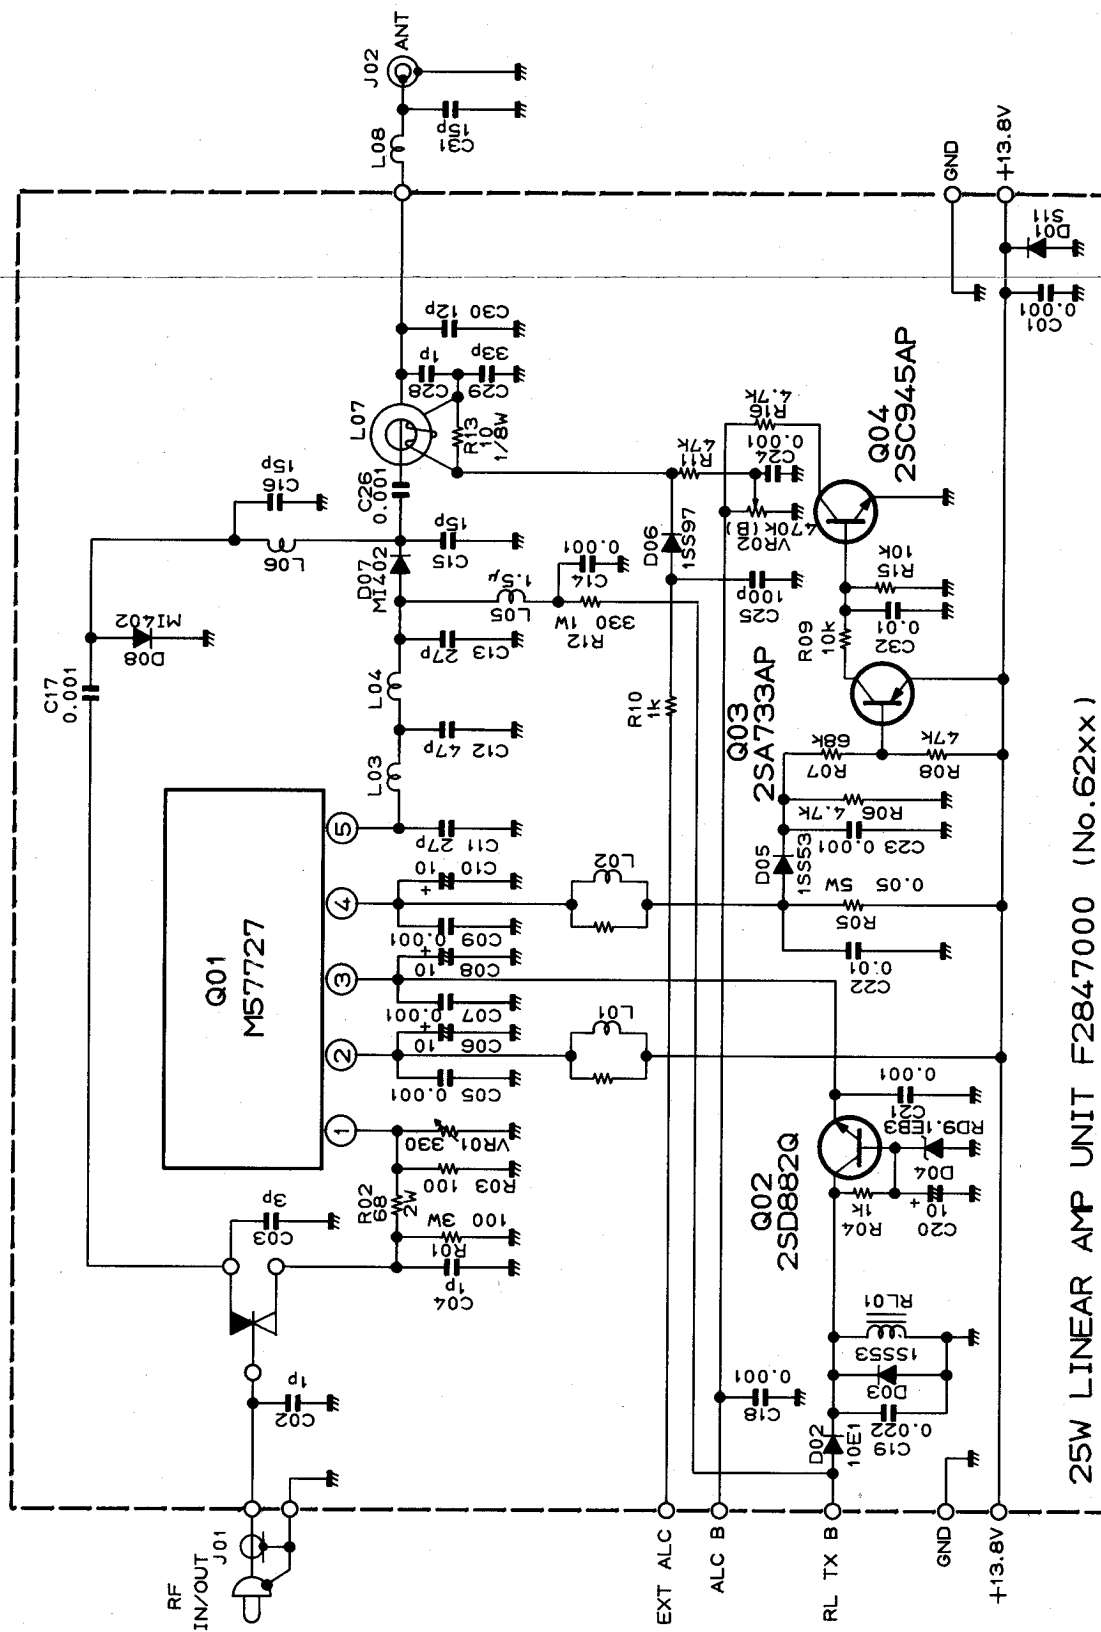 RF
IN/OUT
J01
C02
1p
C03
3p
C04
1p
R01
100 3W
R02
68
2W
R03
100
VR01
330
Q01
M57727
1
2
3
4
5
C05
0.001
C06
10
+
C07
0.001
C08
10
+
C09
0.001
C10
10
+
C11
27p
L01
L02
L03
C12
47p
L04
C13
27p
C17
0.001
D08
MI402
L05
1.5μ
C14
0.001
R12
330 1W
D07
MI402
C15
15p
L06
C16
15p
C26
0.001
L07
R13
10
1/8W
C28
1p
C29
33p
C30
12p
L08
C31
15p
J02
ANT
EXT ALC
ALC B
RL TX B
GND
+13.8V
C18
0.001
D02
10E1
C19
0.022
D03
1SS53
RL01
Q02
2SD882Q
R04
1k
C20
10
+
D04
RD9.1EB3
C21
0.001
C22
0.01
R05
0.05 5W
D05
1SS53
C23
0.001
R06
4.7k
R07
68k
R08
47k
Q03
2SA733AP
R09
10k
C32
0.01
R15
10k
Q04
2SC945AP
R10
1k
C25
100p
D06
1SS97
VR02
470k(B)
R11
47k
C24
0.001
R16
4.7k
C01
0.001
D01
S11
GND
+13.8V
25W LINEAR AMP UNIT F2847000 (No.62xx)